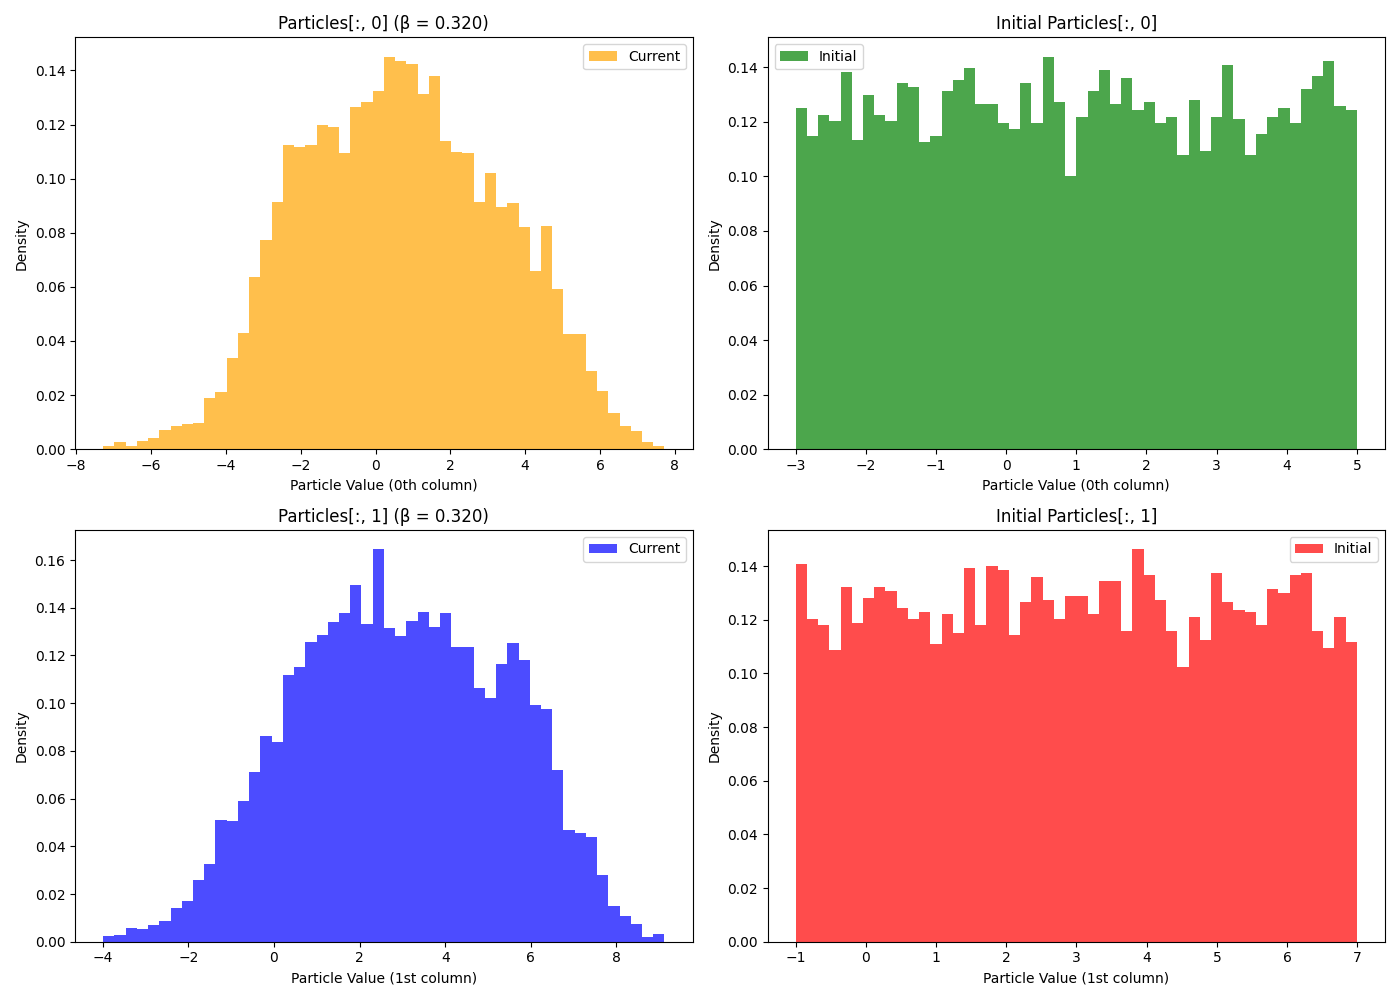 Particles[:, 0] (β = 0.320)
Current
Density
0.14
0.12
0.10
0.08
0.06
0.04
0.02
0.00
−8 −6 −4 −2 0 2 4 6 8
Particle Value (0th column)
Initial Particles[:, 0]
Initial
Density
0.14
0.12
0.10
0.08
0.06
0.04
0.02
0.00
−3 −2 −1 0 1 2 3 4 5
Particle Value (0th column)
Particles[:, 1] (β = 0.320)
Current
Density
0.16
0.14
0.12
0.10
0.08
0.06
0.04
0.02
0.00
−4 −2 0 2 4 6 8
Particle Value (1st column)
Initial Particles[:, 1]
Initial
Density
0.14
0.12
0.10
0.08
0.06
0.04
0.02
0.00
−1 0 1 2 3 4 5 6 7
Particle Value (1st column)